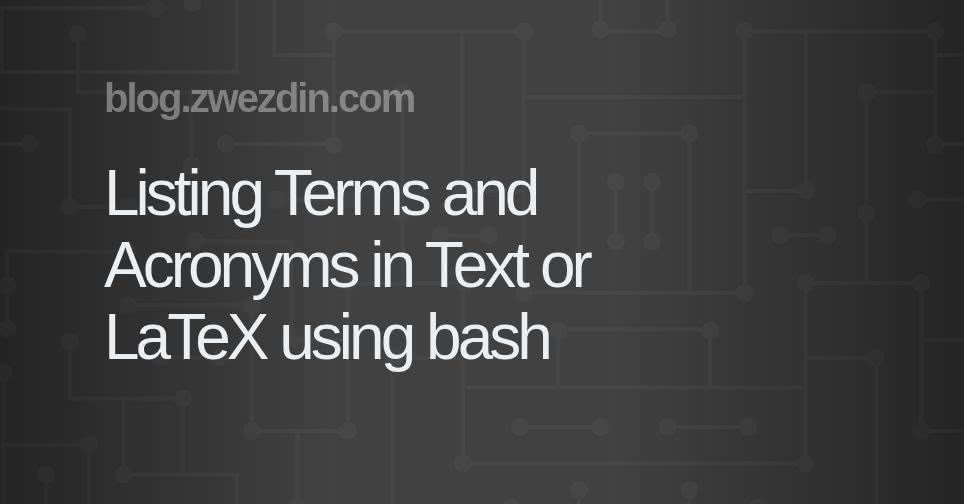 blog.zwezdin.com
Listing Terms and
Acronyms in Text or
LaTeX using bash